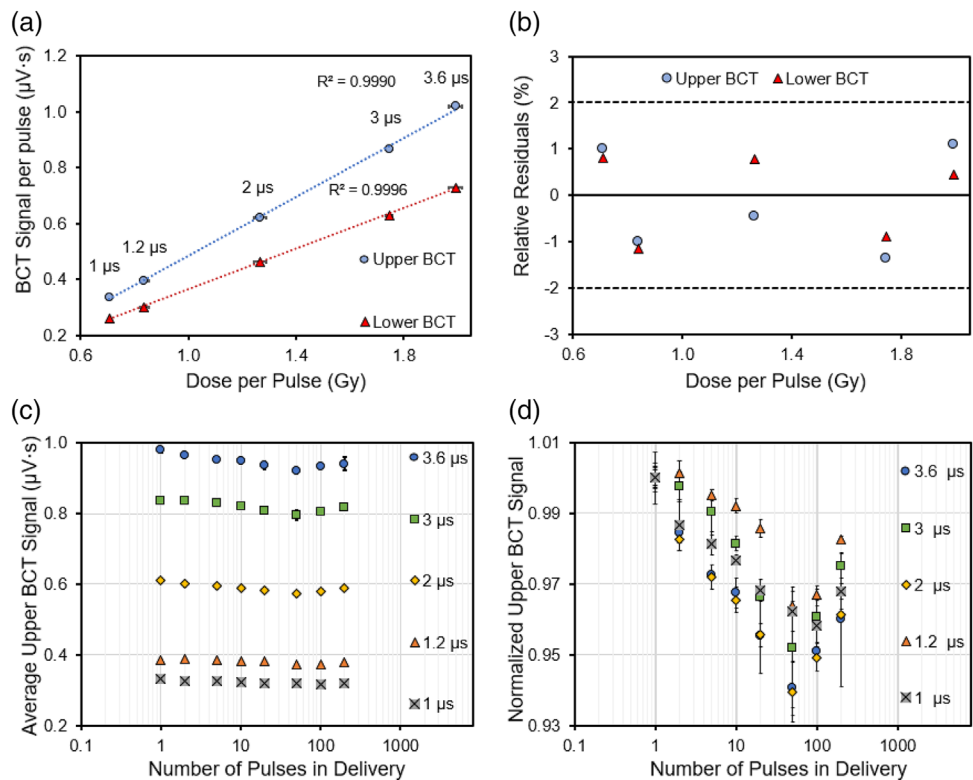 (a)
BCT Signal per pulse (µV·s)
1.2
1.0
0.8
0.6
0.4
0.2
R² = 0.9990
3.6 µs
3 µs
2 µs
R² = 0.9996
1.2 µs
1 µs
Upper BCT
Lower BCT
0.6
1.0
1.4
1.8
Dose per Pulse (Gy)
(b)
Relative Residuals (%)
3
2
1
0
-1
-2
-3
Upper BCT
Lower BCT
0.6
1.0
1.4
1.8
Dose per Pulse (Gy)
(c)
Average Upper BCT Signal (µV·s)
1.0
0.8
0.6
0.4
0.2
3.6 µs
3 µs
2 µs
1.2 µs
1 µs
0.1
1
10
100
1000
Number of Pulses in Delivery
(d)
Normalized Upper BCT Signal
1.01
0.99
0.97
0.95
0.93
3.6 µs
3 µs
2 µs
1.2 µs
1 µs
0.1
1
10
100
1000
Number of Pulses in Delivery